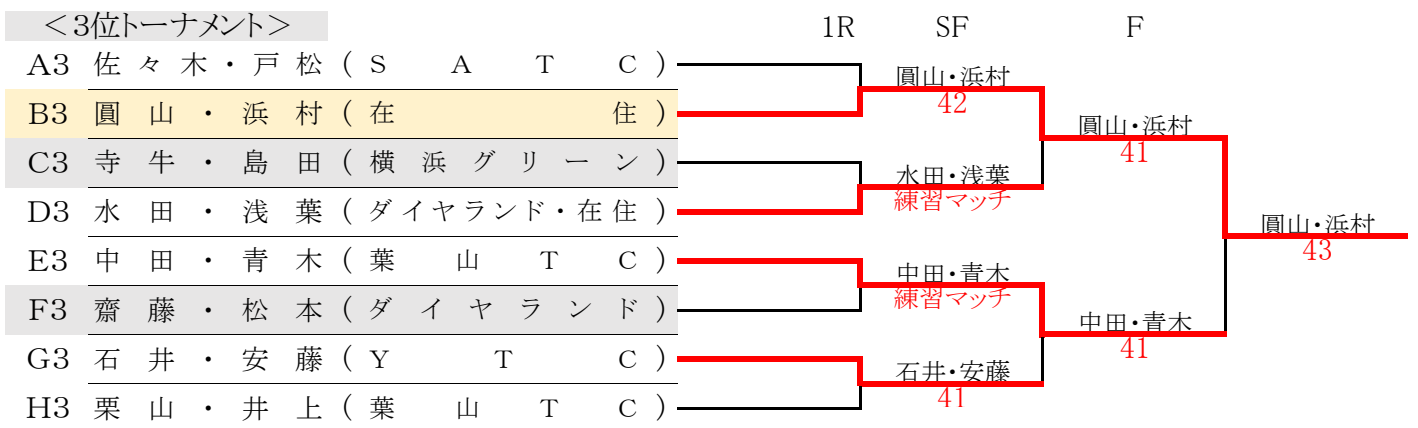 <3位トーナメント> 1R SF F
A3 佐々木・戸松(SATC)
圓山・浜村
42
B3 圓山・浜村(在住)
圓山・浜村
41
C3 寺牛・島田(横浜グリーン)
水田・浅葉
練習マッチ
D3 水田・浅葉(ダイヤランド・在住)
圓山・浜村
43
E3 中田・青木(葉山TC)
中田・青木
練習マッチ
F3 齋藤・松本(ダイヤランド)
中田・青木
41
G3 石井・安藤(YTC)
石井・安藤
41
H3 栗山・井上(葉山TC)